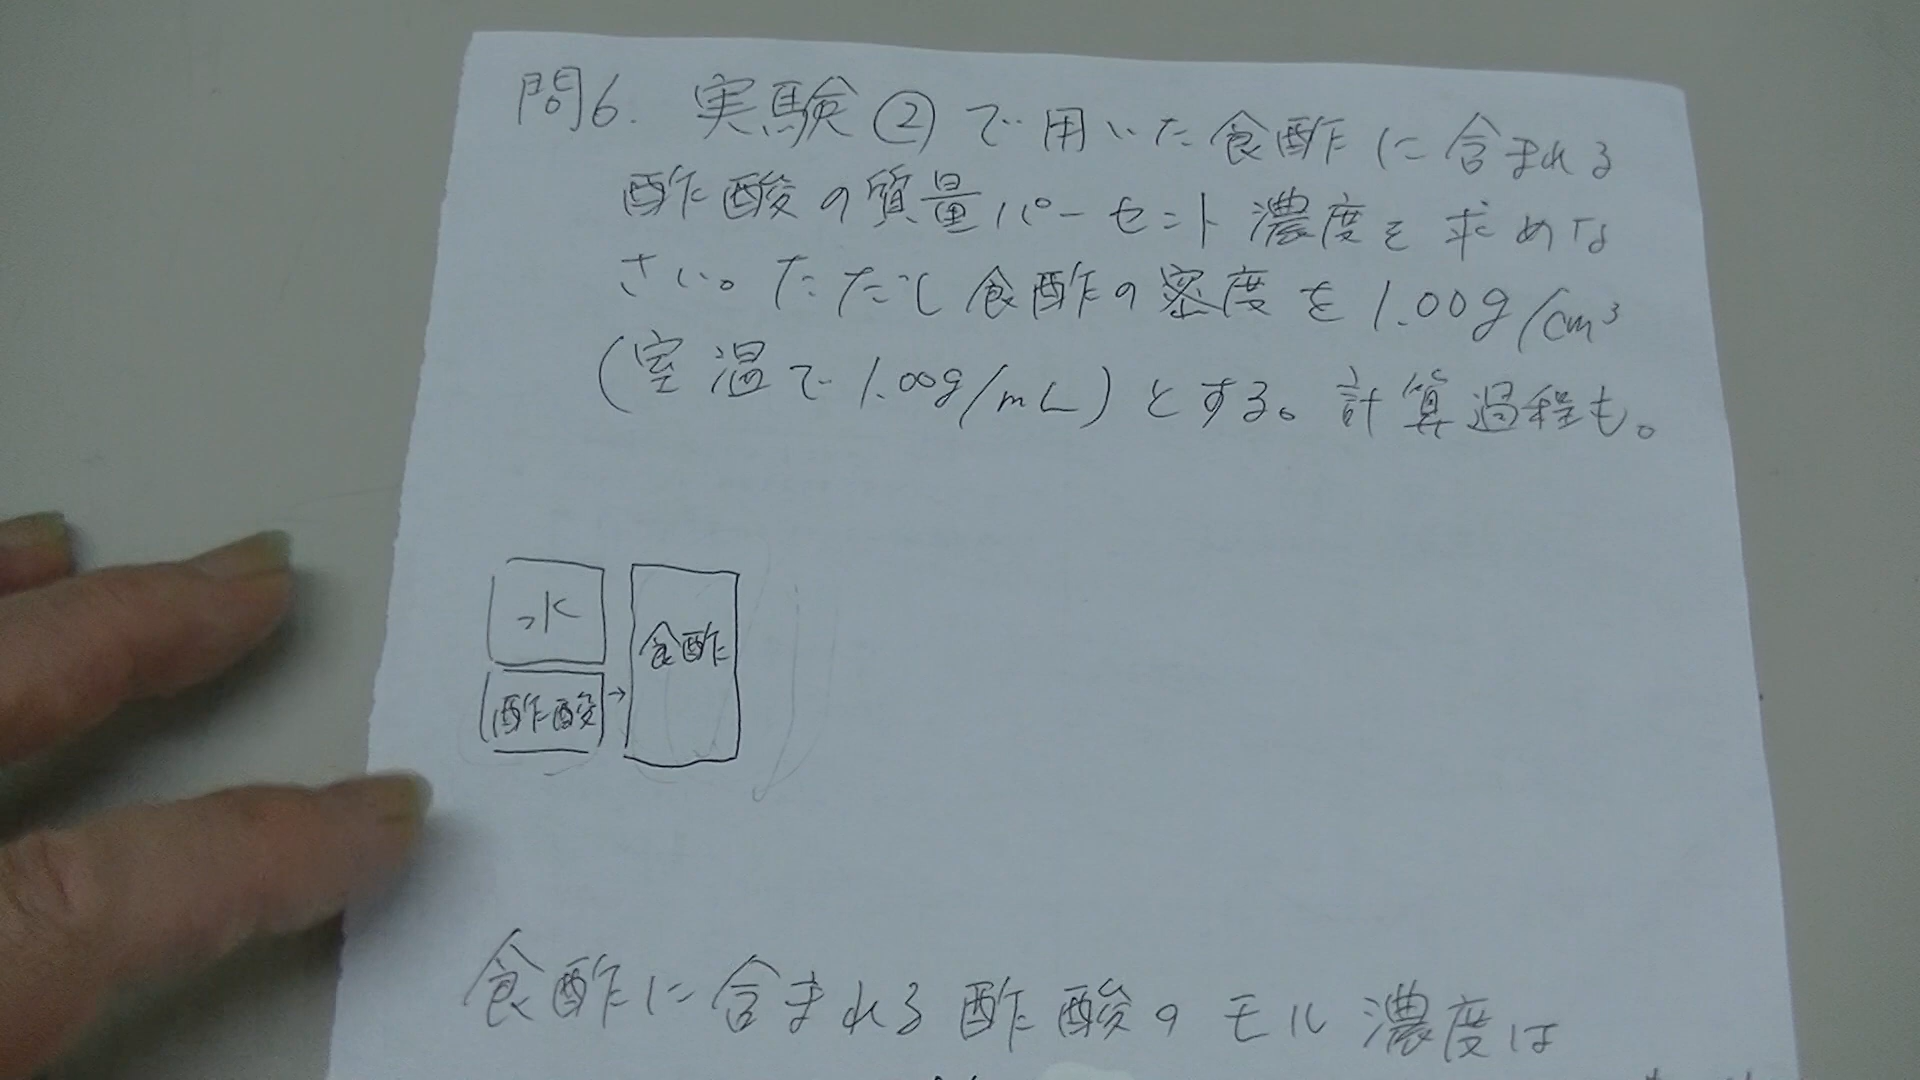 問6. 実験②で用いた食酢に含まれる
酢酸の質量パーセント濃度を求めな
さい。ただし食酢の密度を1.00g/cm³
(室温で1.00g/mL)とする。計算過程も。
水
酢酸 → 食酢
食酢に含まれる酢酸のモル濃度は